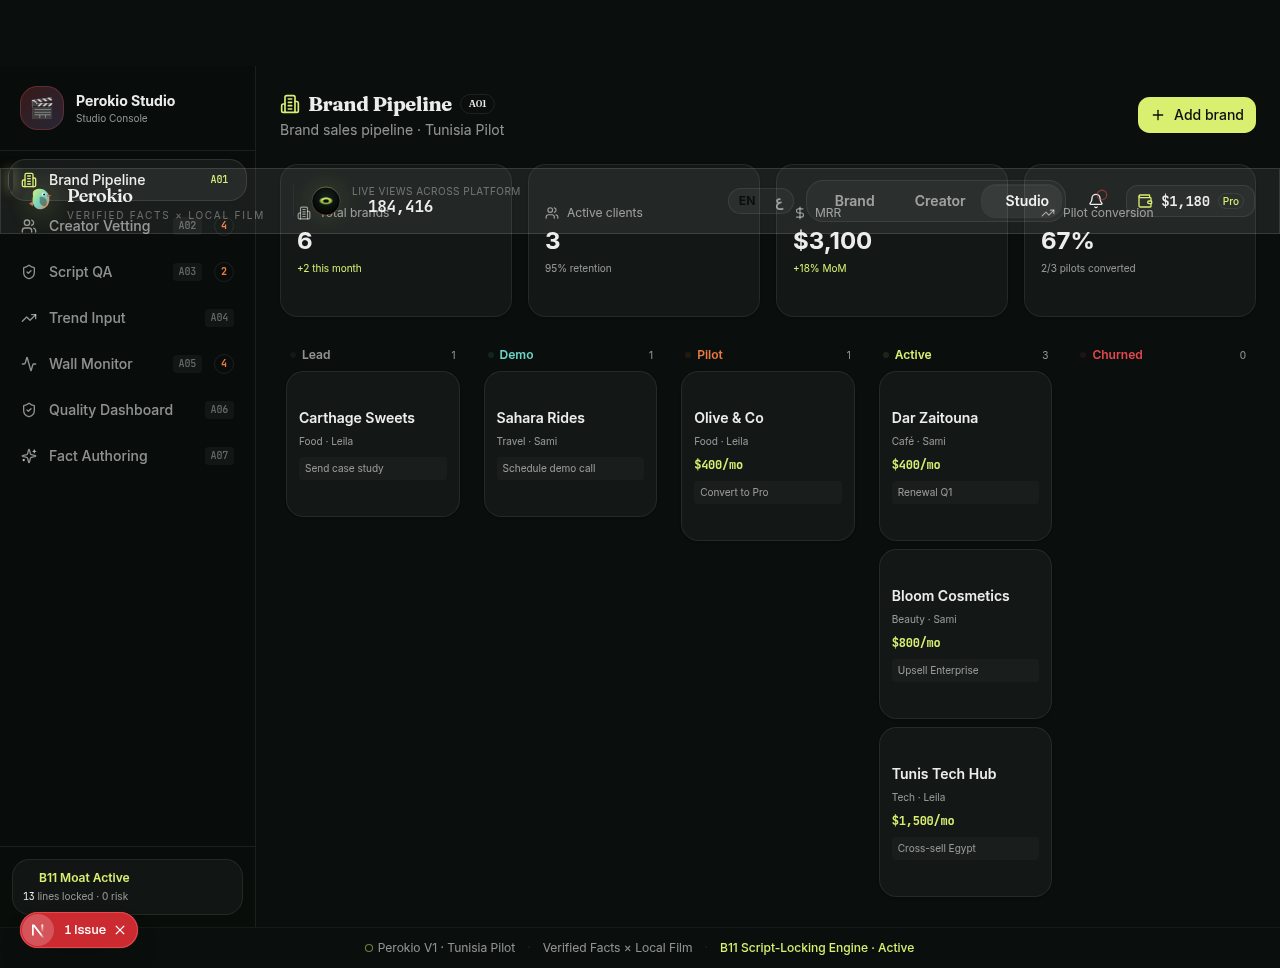 Perokio Studio
Studio Console
Brand Pipeline A01
Perokio
VERIFIED FACTS × LOCAL FILM
Creator Vetting A02 4
Script QA A03 2
Trend Input A04
Wall Monitor A05 4
Quality Dashboard A06
Fact Authoring A07
B11 Moat Active
13 lines locked · 0 risk
1 Issue
Brand Pipeline A01
Brand sales pipeline · Tunisia Pilot
Add brand
LIVE VIEWS ACROSS PLATFORM
184,416
EN ع
Brand Creator Studio
$1,180 Pro
Total brands
6
+2 this month
Active clients
3
95% retention
MRR
$3,100
+18% MoM
Pilot conversion
67%
2/3 pilots converted
Lead 1
Carthage Sweets
Food · Leila
Send case study
Demo 1
Sahara Rides
Travel · Sami
Schedule demo call
Pilot 1
Olive & Co
Food · Leila
$400/mo
Convert to Pro
Active 3
Dar Zaitouna
Café · Sami
$400/mo
Renewal Q1
Bloom Cosmetics
Beauty · Sami
$800/mo
Upsell Enterprise
Tunis Tech Hub
Tech · Leila
$1,500/mo
Cross-sell Egypt
Churned 0
Perokio V1 · Tunisia Pilot · Verified Facts × Local Film · B11 Script-Locking Engine · Active